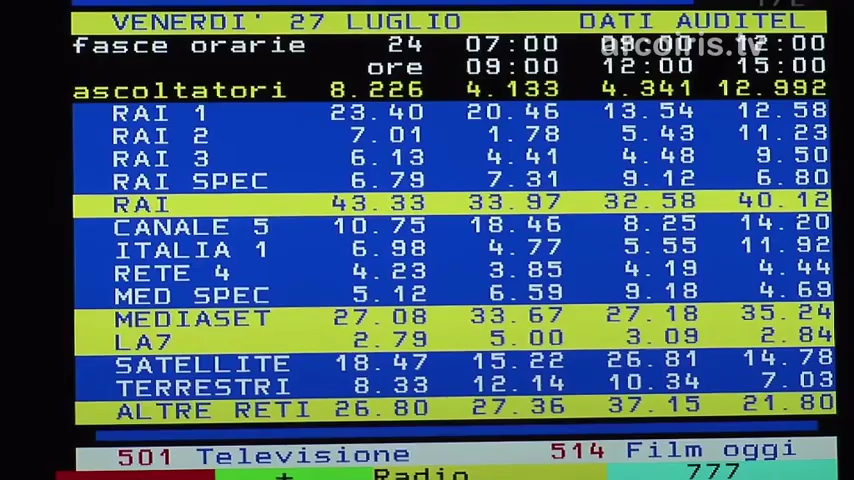 VENERDI' 27 LUGLIO DATI AUDITEL
arcoiris.tv
fasce orarie 24 07:00 09:00 12:00
ore 09:00 12:00 15:00
ascoltatori 8.226 4.133 4.341 12.992
RAI 1 23.40 20.46 13.54 12.58
RAI 2 7.01 1.78 5.43 11.23
RAI 3 6.13 4.41 4.48 9.50
RAI SPEC 6.79 7.31 9.12 6.80
RAI 43.33 33.97 32.58 40.12
CANALE 5 10.75 18.46 8.25 14.20
ITALIA 1 6.98 4.77 5.55 11.92
RETE 4 4.23 3.85 4.19 4.44
MED SPEC 5.12 6.59 9.18 4.69
MEDIASET 27.08 33.67 27.18 35.24
LA7 2.79 5.00 3.09 2.84
SATELLITE 18.47 15.22 26.81 14.78
TERRESTRI 8.33 12.14 10.34 7.03
ALTRE RETI 26.80 27.36 37.15 21.80
501 Televisione 514 Film oggi
+ Radio 777